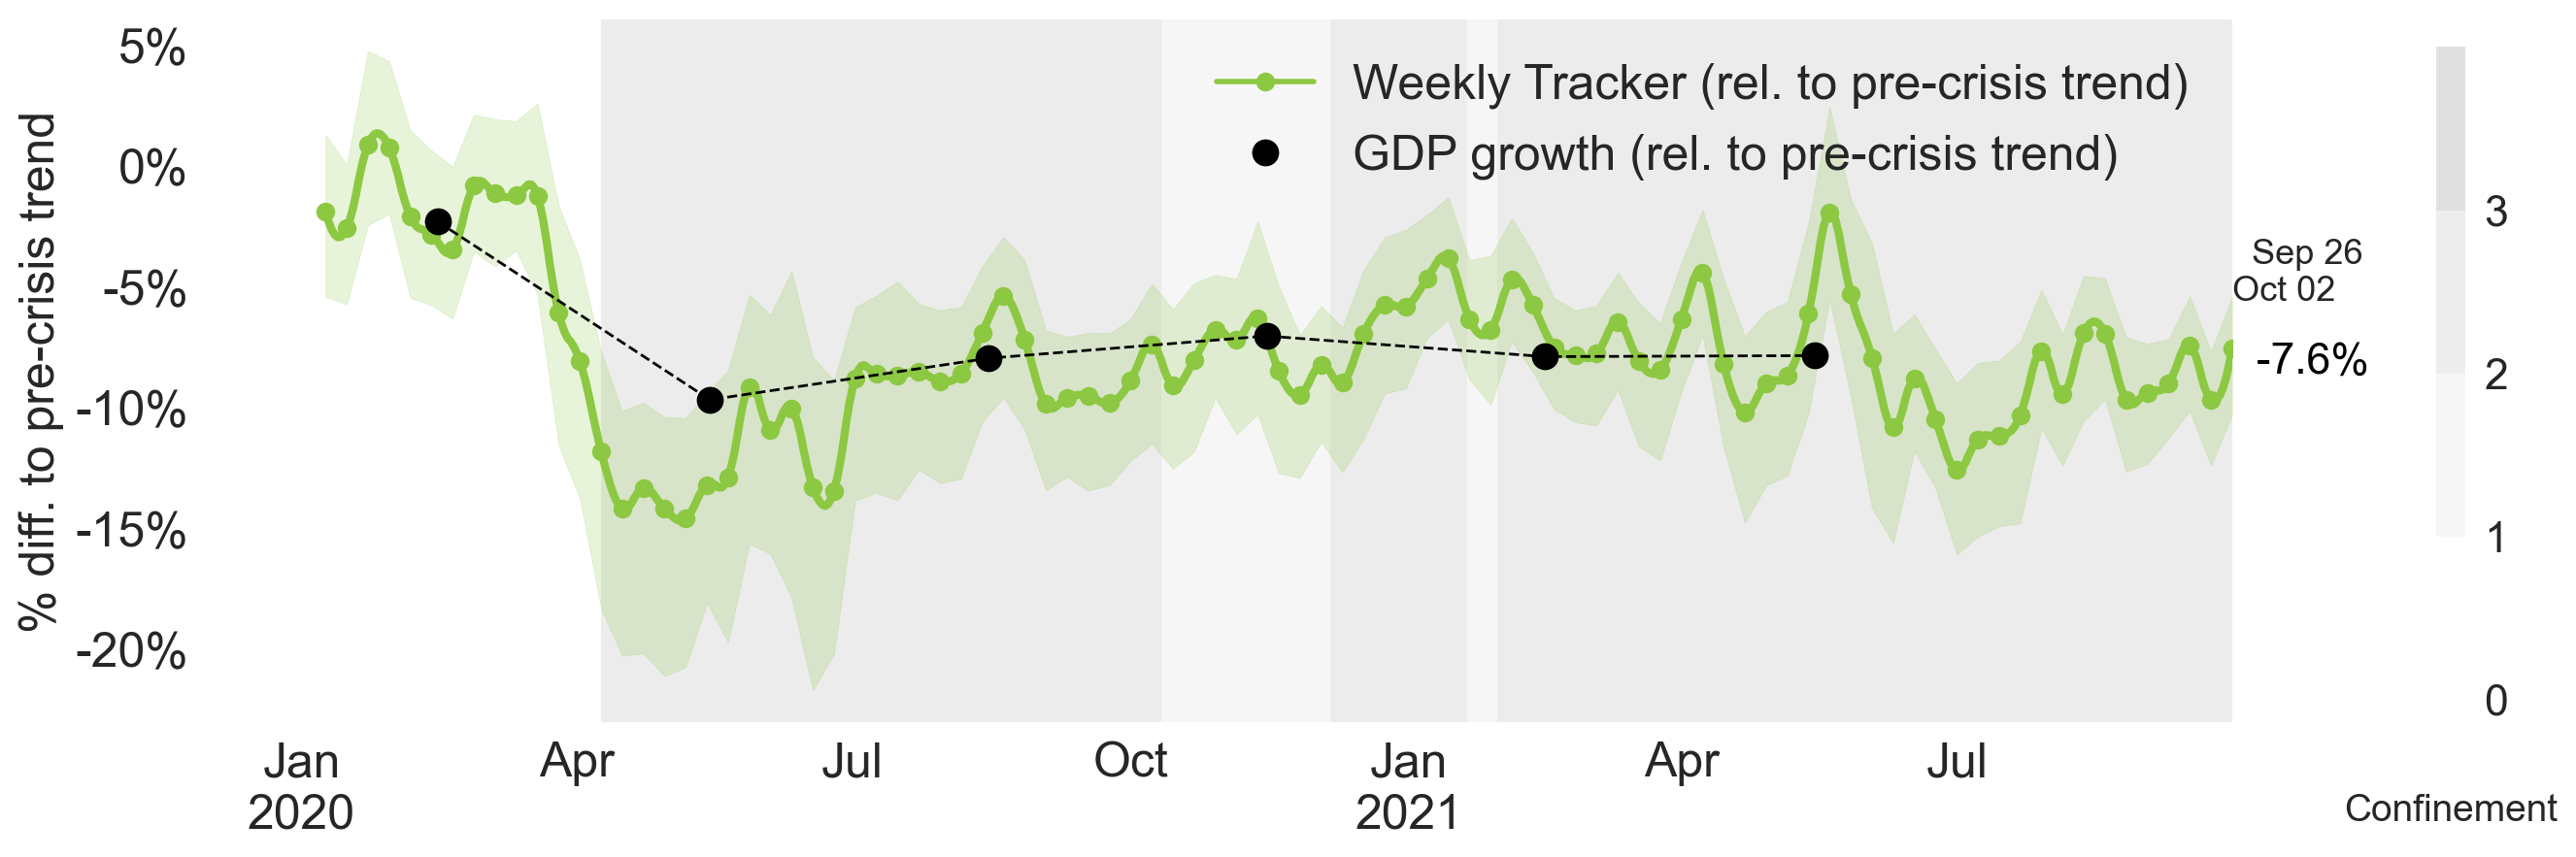 % diff. to pre-crisis trend
5%
0%
-5%
-10%
-15%
-20%
Weekly Tracker (rel. to pre-crisis trend)
GDP growth (rel. to pre-crisis trend)
Sep 26
Oct 02
-7.6%
3
2
1
0
Jan Apr Jul Oct Jan Apr Jul
2020 2021
Confinement